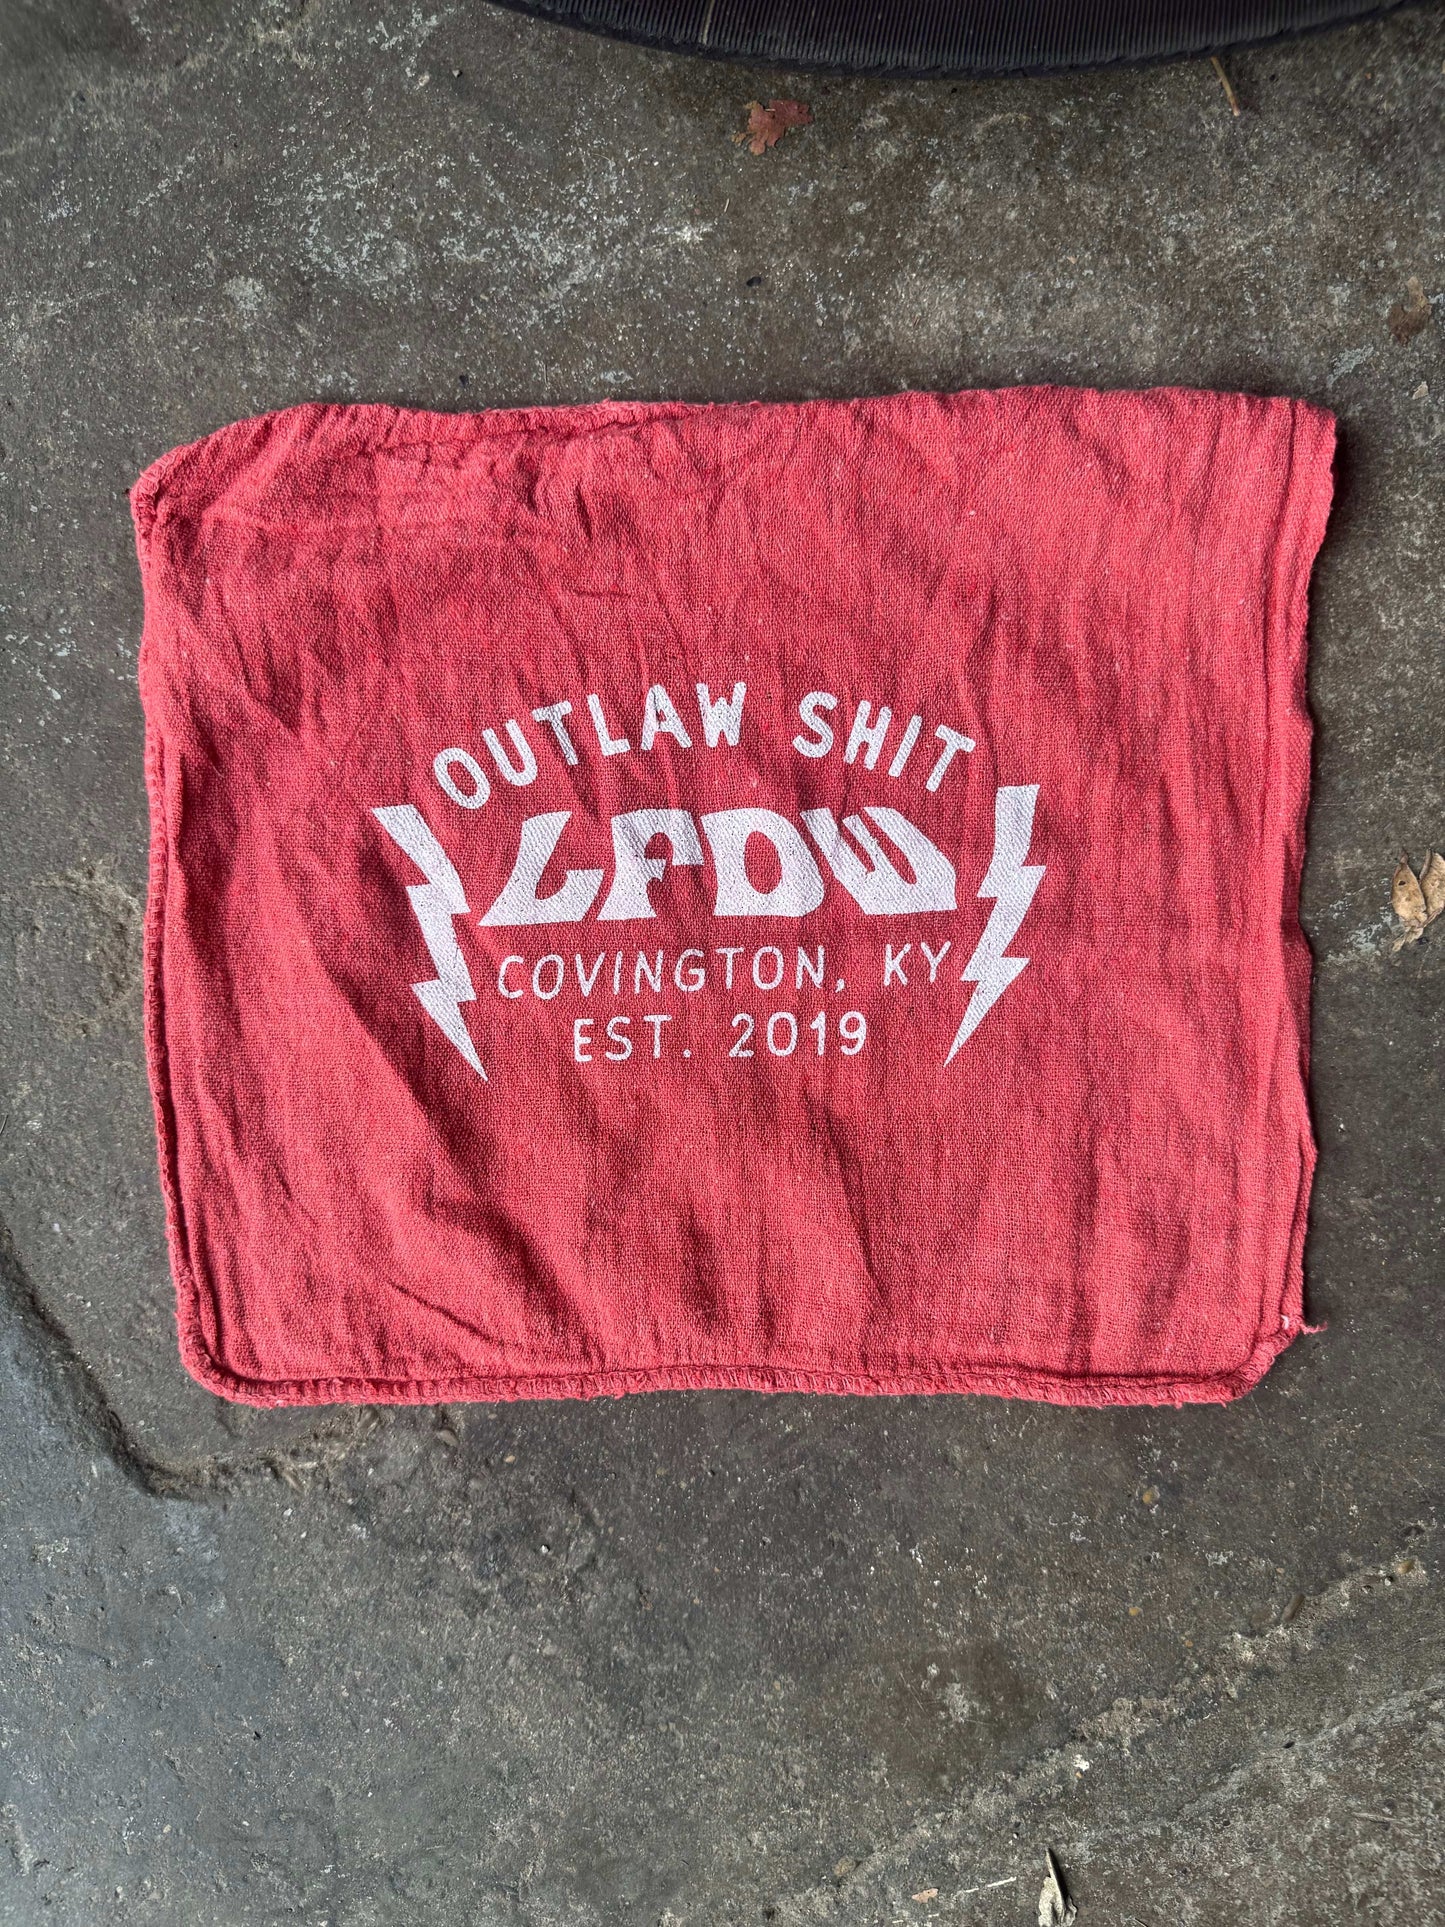 OUTLAW SHIT
LFDW
COVINGTON, KY
EST. 2019